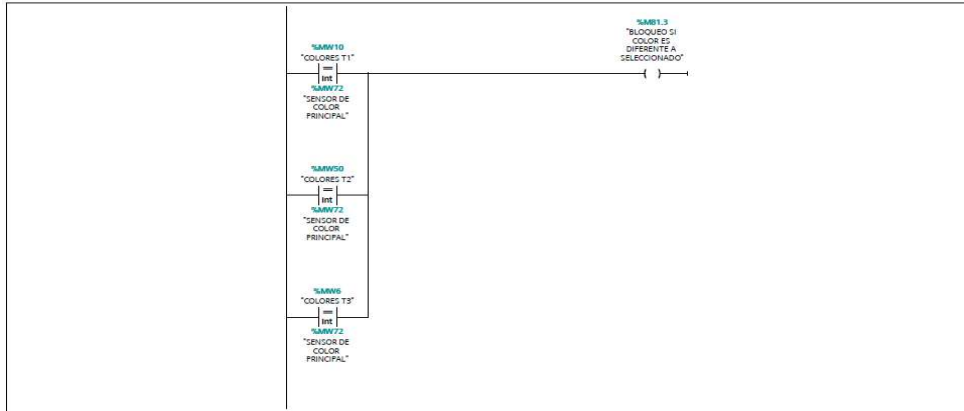 %M81.3
"BLOQUEO SI
COLOR ES
DIFERENTE A
SELECCIONADO"
%MW10
"COLORES T1"
==
Int
%MW72
"SENSOR DE
COLOR
PRINCIPAL"
%MW50
"COLORES T2"
==
Int
%MW72
"SENSOR DE
COLOR
PRINCIPAL"
%MW6
"COLORES T3"
==
Int
%MW72
"SENSOR DE
COLOR
PRINCIPAL"